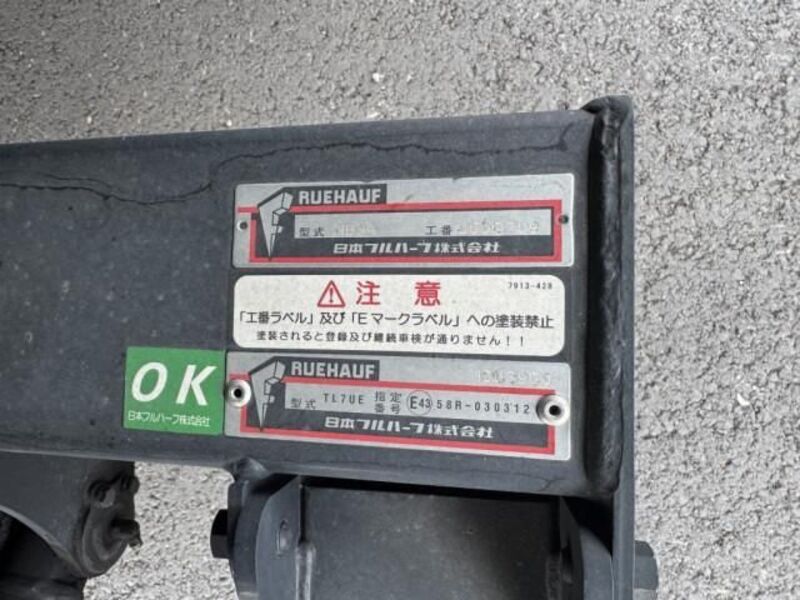 RUEHAUF
型式 工番
日本フルハーフ株式会社
⚠注意
7913-428
「工番ラベル」及び「Eマークラベル」への塗装禁止
塗装されると登録及び継続車検が通りません!!
OK
日本フルハーフ株式会社
RUEHAUF
型式 TL7UE 指定番号 E43 58R-030312
日本フルハーフ株式会社